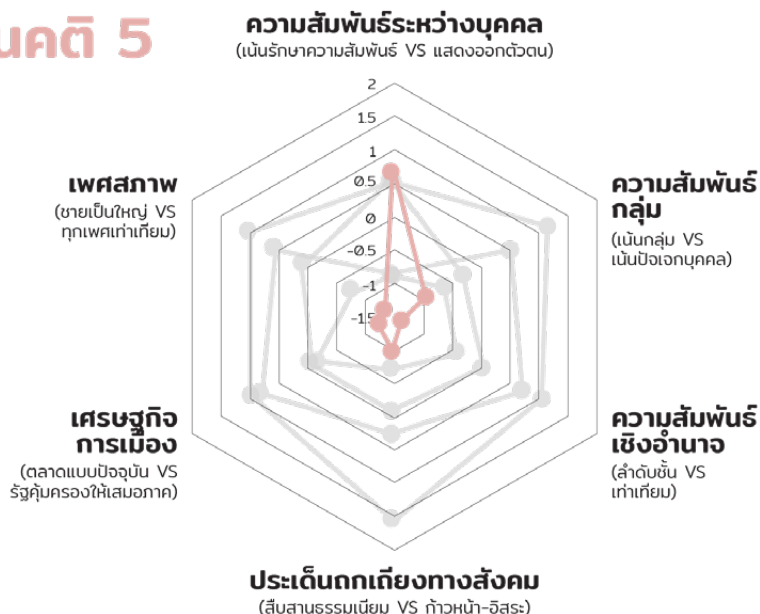 นคติ 5
ความสัมพันธ์ระหว่างบุคคล
(เน้นรักษาความสัมพันธ์ VS แสดงออกตัวตน)
2
1.5
1
0.5
0
-0.5
-1
-1.5
เพศสภาพ
(ชายเป็นใหญ่ VS
ทุกเพศเท่าเทียม)
ความสัมพันธ์
กลุ่ม
(เน้นกลุ่ม VS
เน้นปัจเจกบุคคล)
เศรษฐกิจ
การเมือง
(ตลาดแบบปัจจุบัน VS
รัฐคุ้มครองให้เสมอภาค)
ความสัมพันธ์
เชิงอำนาจ
(ลำดับชั้น VS
เท่าเทียม)
ประเด็นถกเถียงทางสังคม
(สืบสานธรรมเนียม VS ก้าวหน้า-อิสระ)